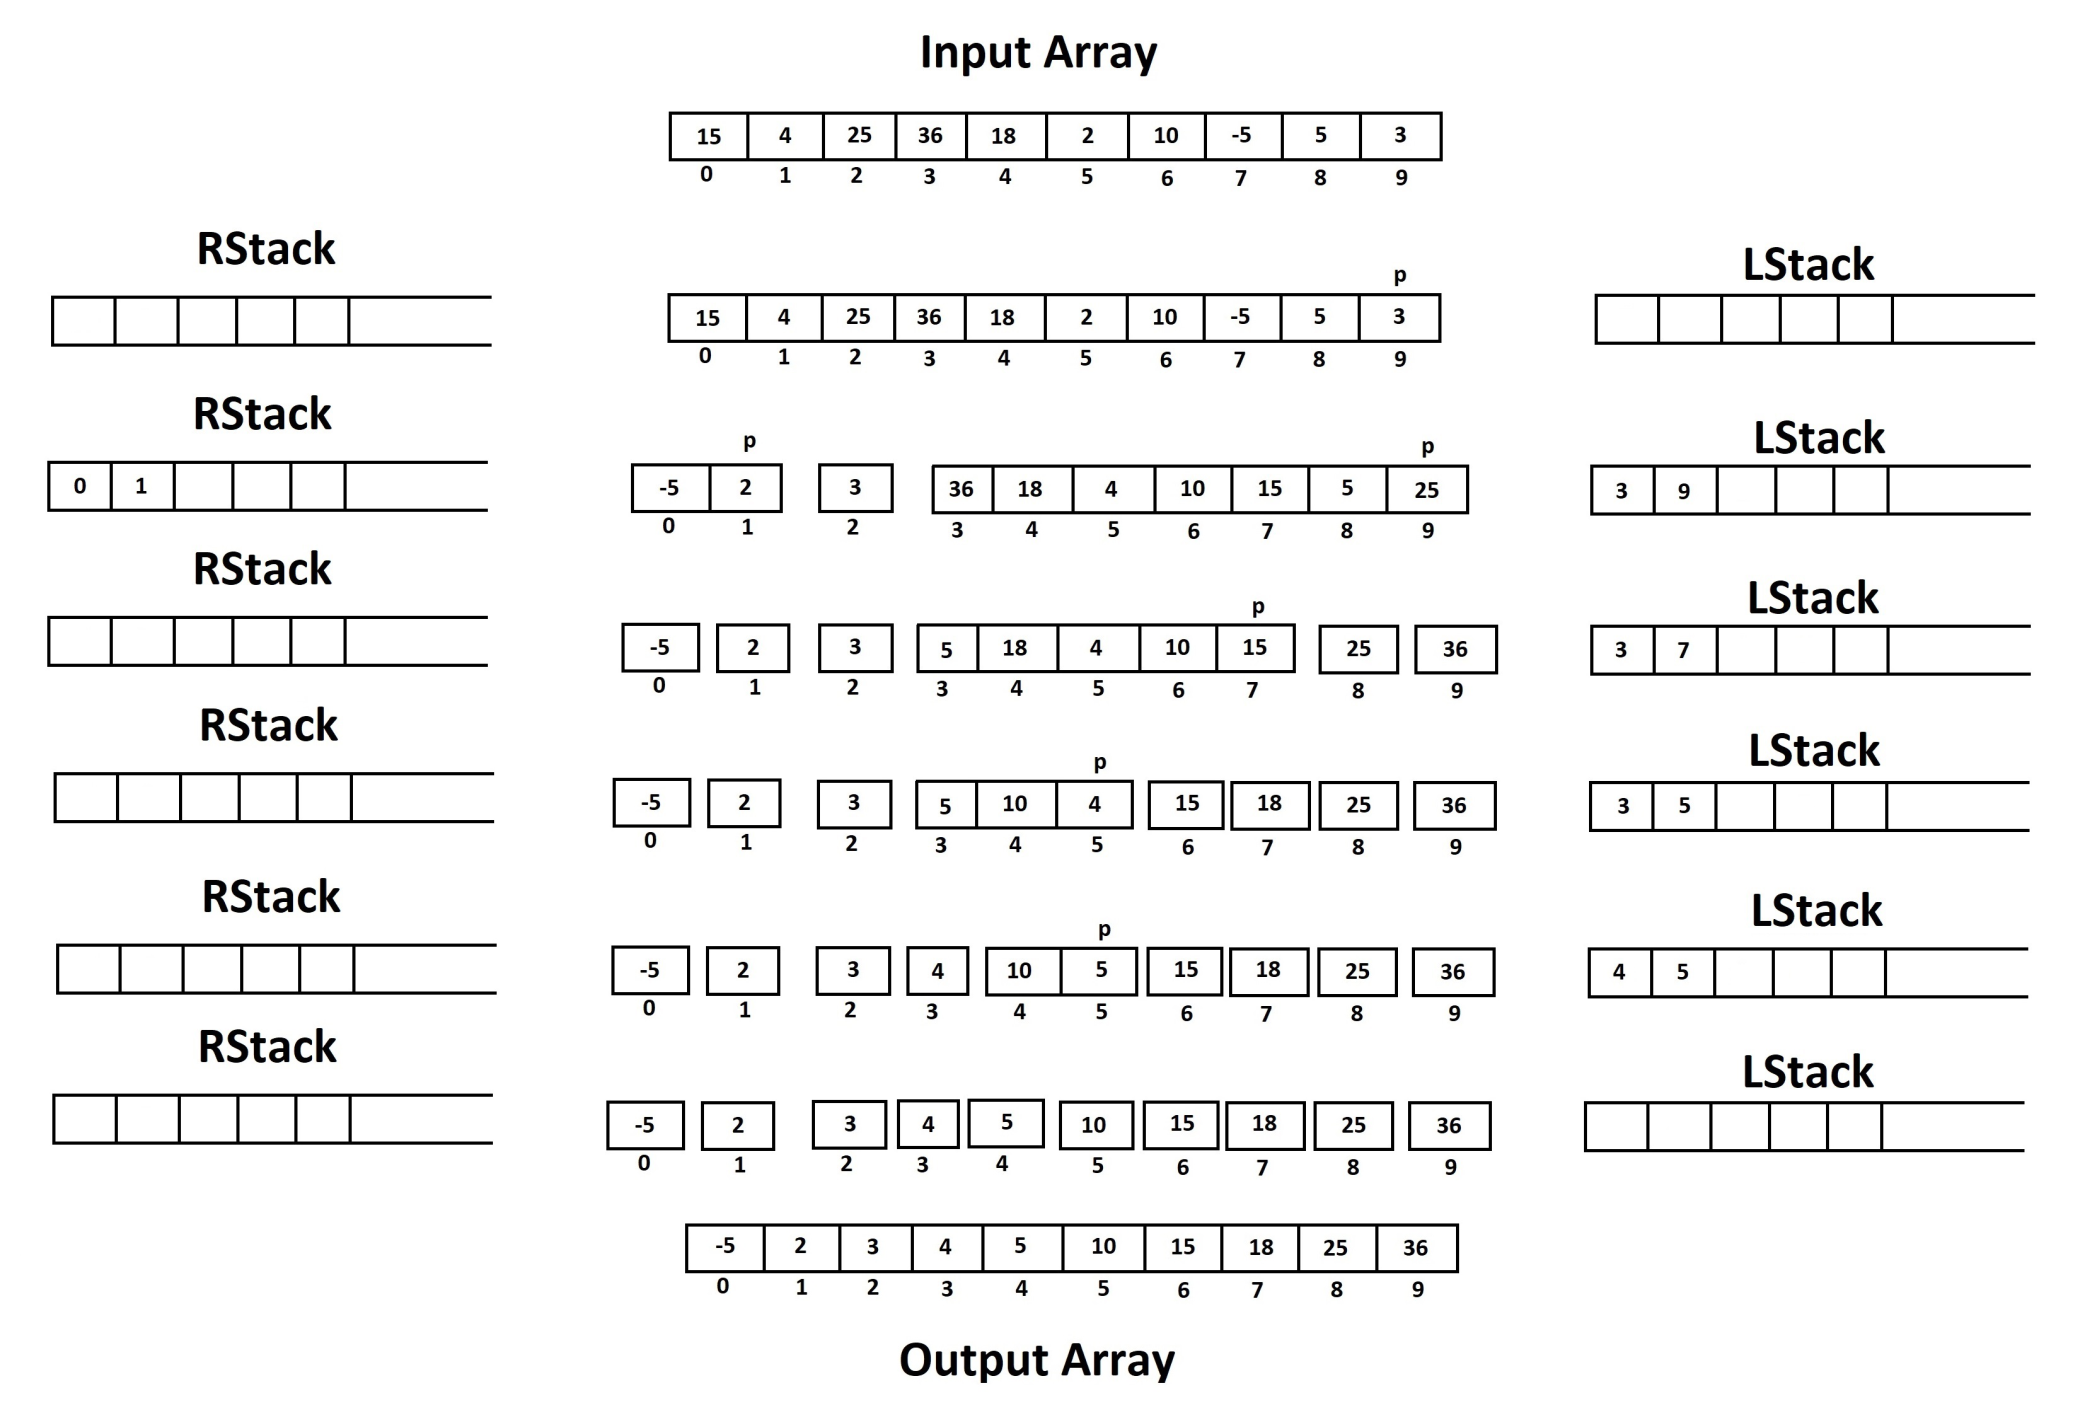 Input Array
15 4 25 36 18 2 10 -5 5 3
0 1 2 3 4 5 6 7 8 9
RStack
LStack
p
15 4 25 36 18 2 10 -5 5 3
0 1 2 3 4 5 6 7 8 9
RStack
LStack
p p
0 1
-5 2 3 36 18 4 10 15 5 25
3 9
0 1 2 3 4 5 6 7 8 9
RStack
LStack
p
-5 2 3 5 18 4 10 15 25 36
3 7
0 1 2 3 4 5 6 7 8 9
RStack
LStack
p
-5 2 3 5 10 4 15 18 25 36
3 5
0 1 2 3 4 5 6 7 8 9
RStack
LStack
p
-5 2 3 4 10 5 15 18 25 36
4 5
0 1 2 3 4 5 6 7 8 9
RStack
LStack
-5 2 3 4 5 10 15 18 25 36
0 1 2 3 4 5 6 7 8 9
-5 2 3 4 5 10 15 18 25 36
0 1 2 3 4 5 6 7 8 9
Output Array